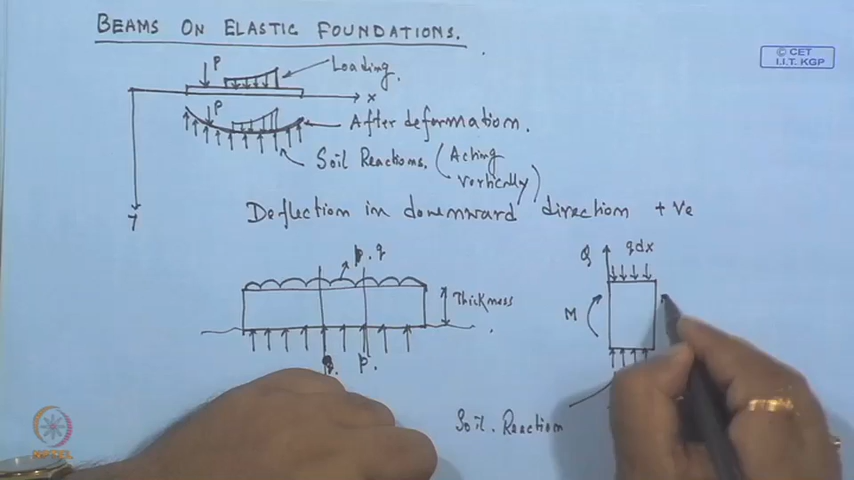 BEAMS ON ELASTIC FOUNDATIONS.
© CET
I.I.T. KGP
P
Loading.
x
P
After deformation.
Soil Reactions. (Acting
vertically)
y
Deflection in downward direction +ve
q
Q
qdx
Thickness
M
p.
Soil. Reaction
NPTEL